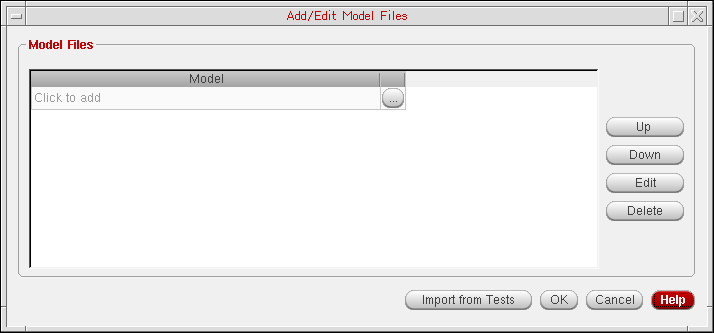 Add/Edit Model Files
Model Files
Model
Click to add
...
Up
Down
Edit
Delete
Import from Tests
OK
Cancel
Help